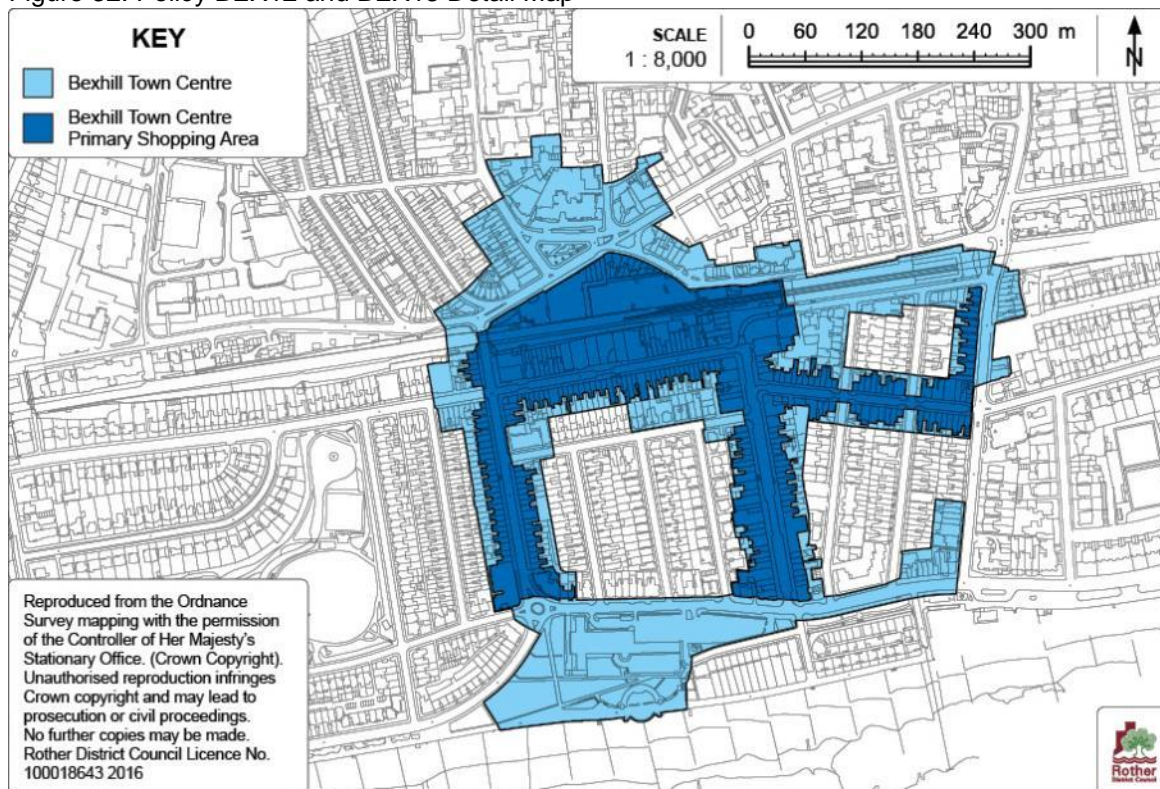 KEY
Bexhill Town Centre
Bexhill Town Centre
Primary Shopping Area
SCALE
1 : 8,000
0 60 120 180 240 300 m
N
Reproduced from the Ordnance
Survey mapping with the permission
of the Controller of Her Majesty's
Stationary Office. (Crown Copyright).
Unauthorised reproduction infringes
Crown copyright and may lead to
prosecution or civil proceedings.
No further copies may be made.
Rother District Council Licence No.
100018643 2016
Rother
District Council